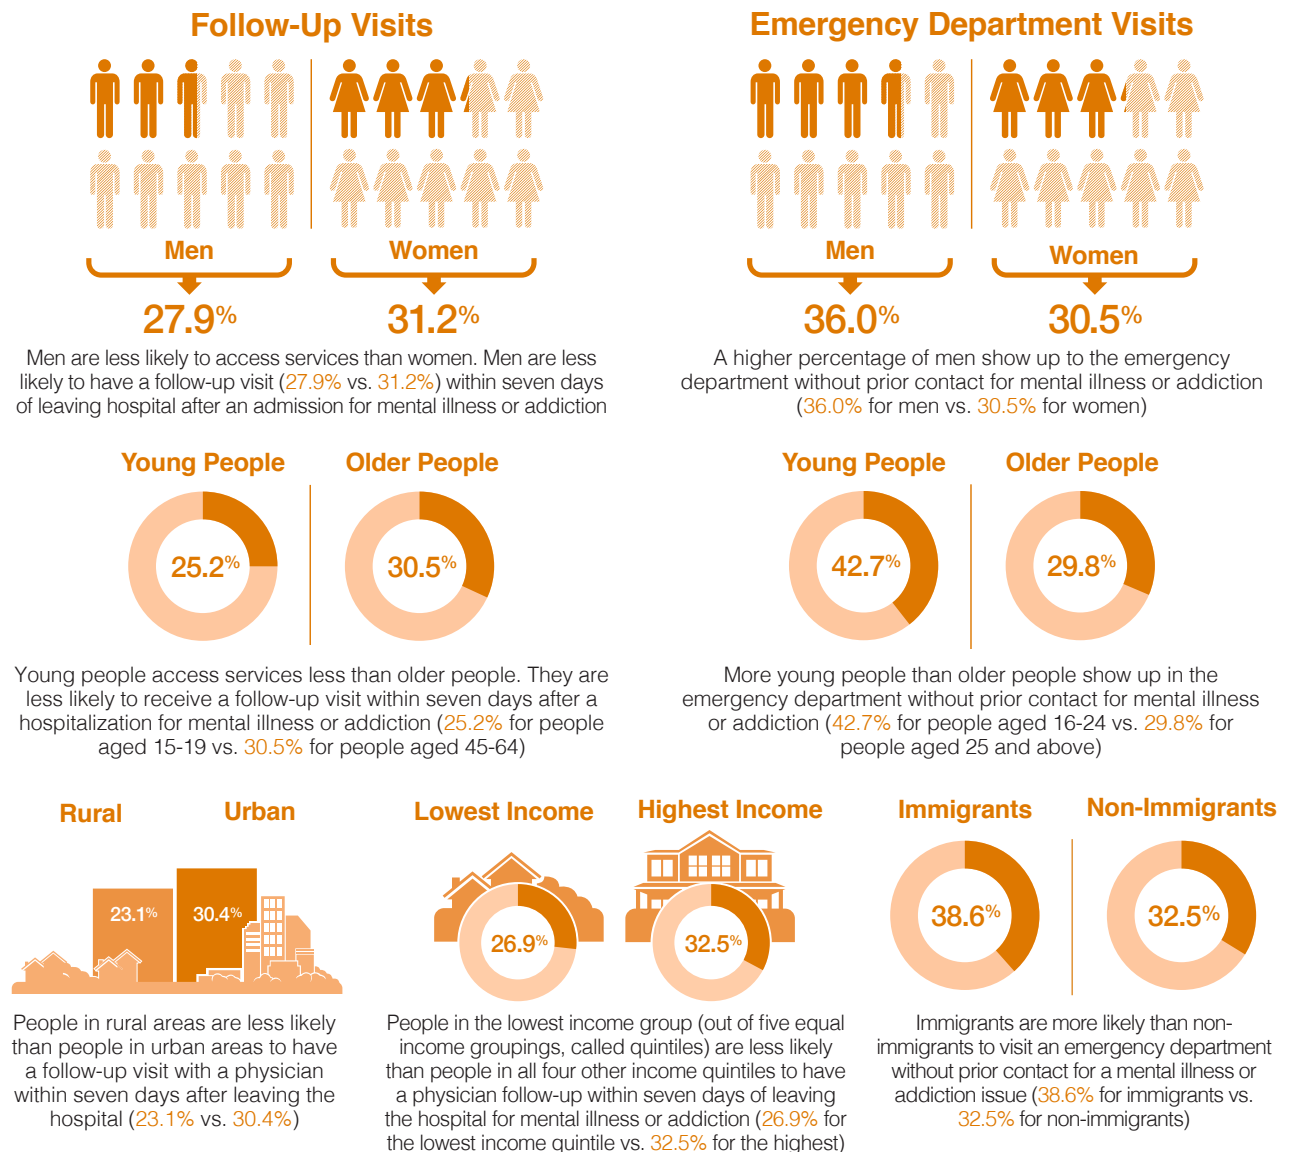 Follow-Up Visits
Men
Women
27.9%
31.2%
Men are less likely to access services than women. Men are less
likely to have a follow-up visit (27.9% vs. 31.2%) within seven days
of leaving hospital after an admission for mental illness or addiction
Emergency Department Visits
Men
Women
36.0%
30.5%
A higher percentage of men show up to the emergency
department without prior contact for mental illness or addiction
(36.0% for men vs. 30.5% for women)
Young People
Older People
25.2%
30.5%
Young people access services less than older people. They are
less likely to receive a follow-up visit within seven days after a
hospitalization for mental illness or addiction (25.2% for people
aged 15-19 vs. 30.5% for people aged 45-64)
Young People
Older People
42.7%
29.8%
More young people than older people show up in the
emergency department without prior contact for mental illness
or addiction (42.7% for people aged 16-24 vs. 29.8% for
people aged 25 and above)
Rural
Urban
23.1%
30.4%
People in rural areas are less likely
than people in urban areas to have
a follow-up visit with a physician
within seven days after leaving the
hospital (23.1% vs. 30.4%)
Lowest Income
Highest Income
26.9%
32.5%
People in the lowest income group (out of five equal
income groupings, called quintiles) are less likely
than people in all four other income quintiles to have
a physician follow-up within seven days of leaving
the hospital for mental illness or addiction (26.9% for
the lowest income quintile vs. 32.5% for the highest)
Immigrants
Non-Immigrants
38.6%
32.5%
Immigrants are more likely than non-
immigrants to visit an emergency department
without prior contact for a mental illness or
addiction issue (38.6% for immigrants vs.
32.5% for non-immigrants)